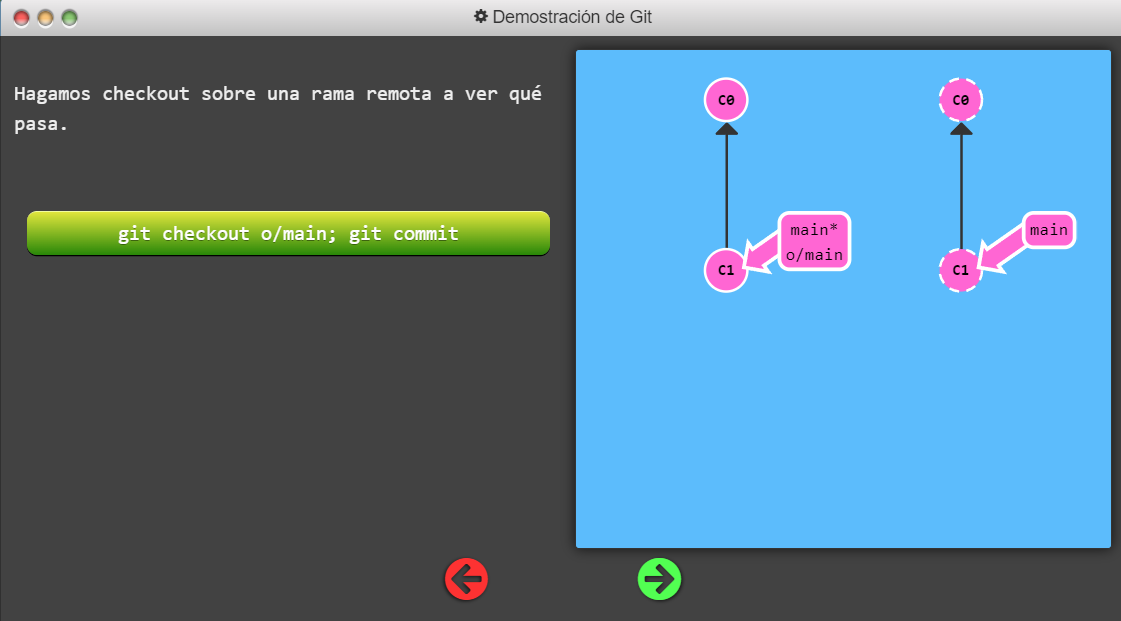 Demostración de Git
Hagamos checkout sobre una rama remota a ver qué
pasa.
git checkout o/main; git commit
C0
C0
main*
o/main
main
C1
C1